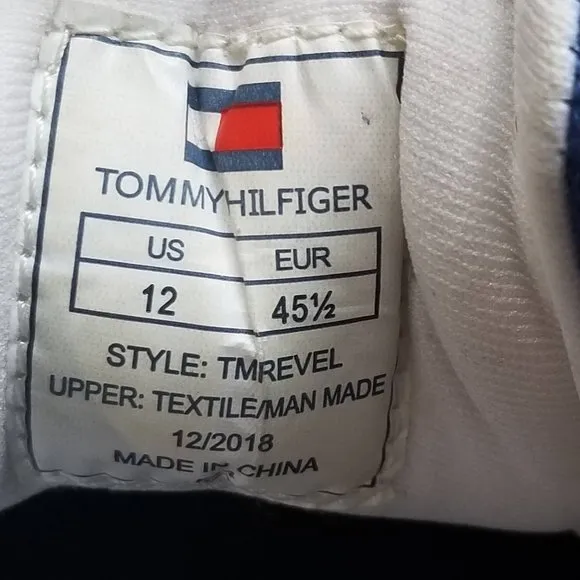 TOMMY HILFIGER
US EUR
12 45½
STYLE: TMREVEL
UPPER: TEXTILE/MAN MADE
12/2018
MADE IN CHINA